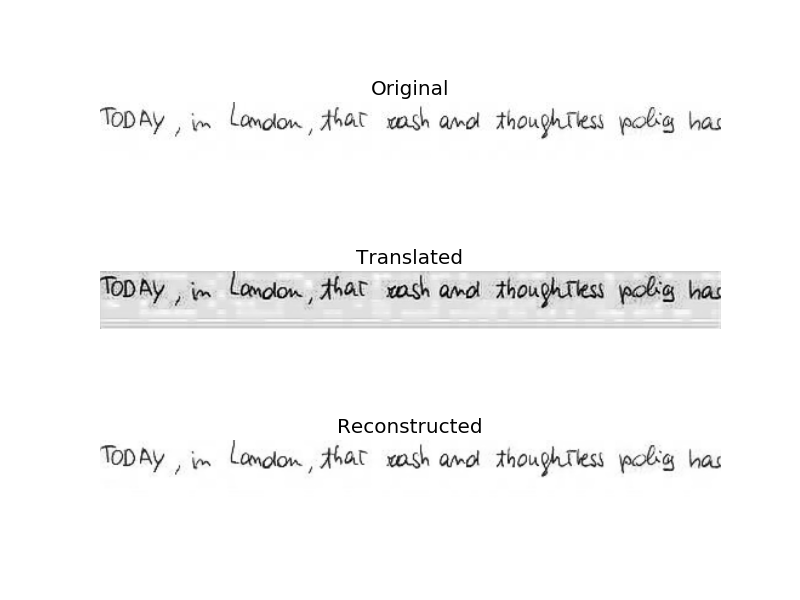 Original
TODAY, in London, that rash and thoughtless policy has
Translated
TODAY, in London, that rash and thoughtless policy has
Reconstructed
TODAY, in London, that rash and thoughtless policy has